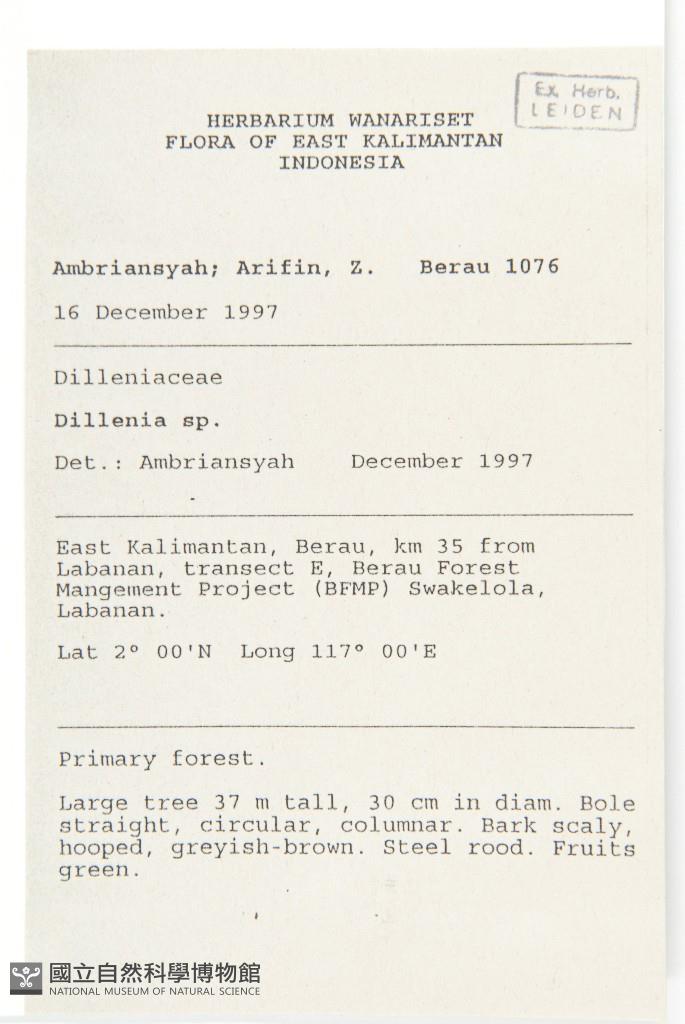 Ex. Herb.
LEIDEN
HERBARIUM WANARISET
FLORA OF EAST KALIMANTAN
INDONESIA
Ambriansyah; Arifin, Z. Berau 1076
16 December 1997
Dilleniaceae
Dillenia sp.
Det.: Ambriansyah December 1997
East Kalimantan, Berau, km 35 from
Labanan, transect E, Berau Forest
Mangement Project (BFMP) Swakelola,
Labanan.
Lat 2° 00'N Long 117° 00'E
Primary forest.
Large tree 37 m tall, 30 cm in diam. Bole
straight, circular, columnar. Bark scaly,
hooped, greyish-brown. Steel rood. Fruits
green.
國立自然科學博物館
NATIONAL MUSEUM OF NATURAL SCIENCE